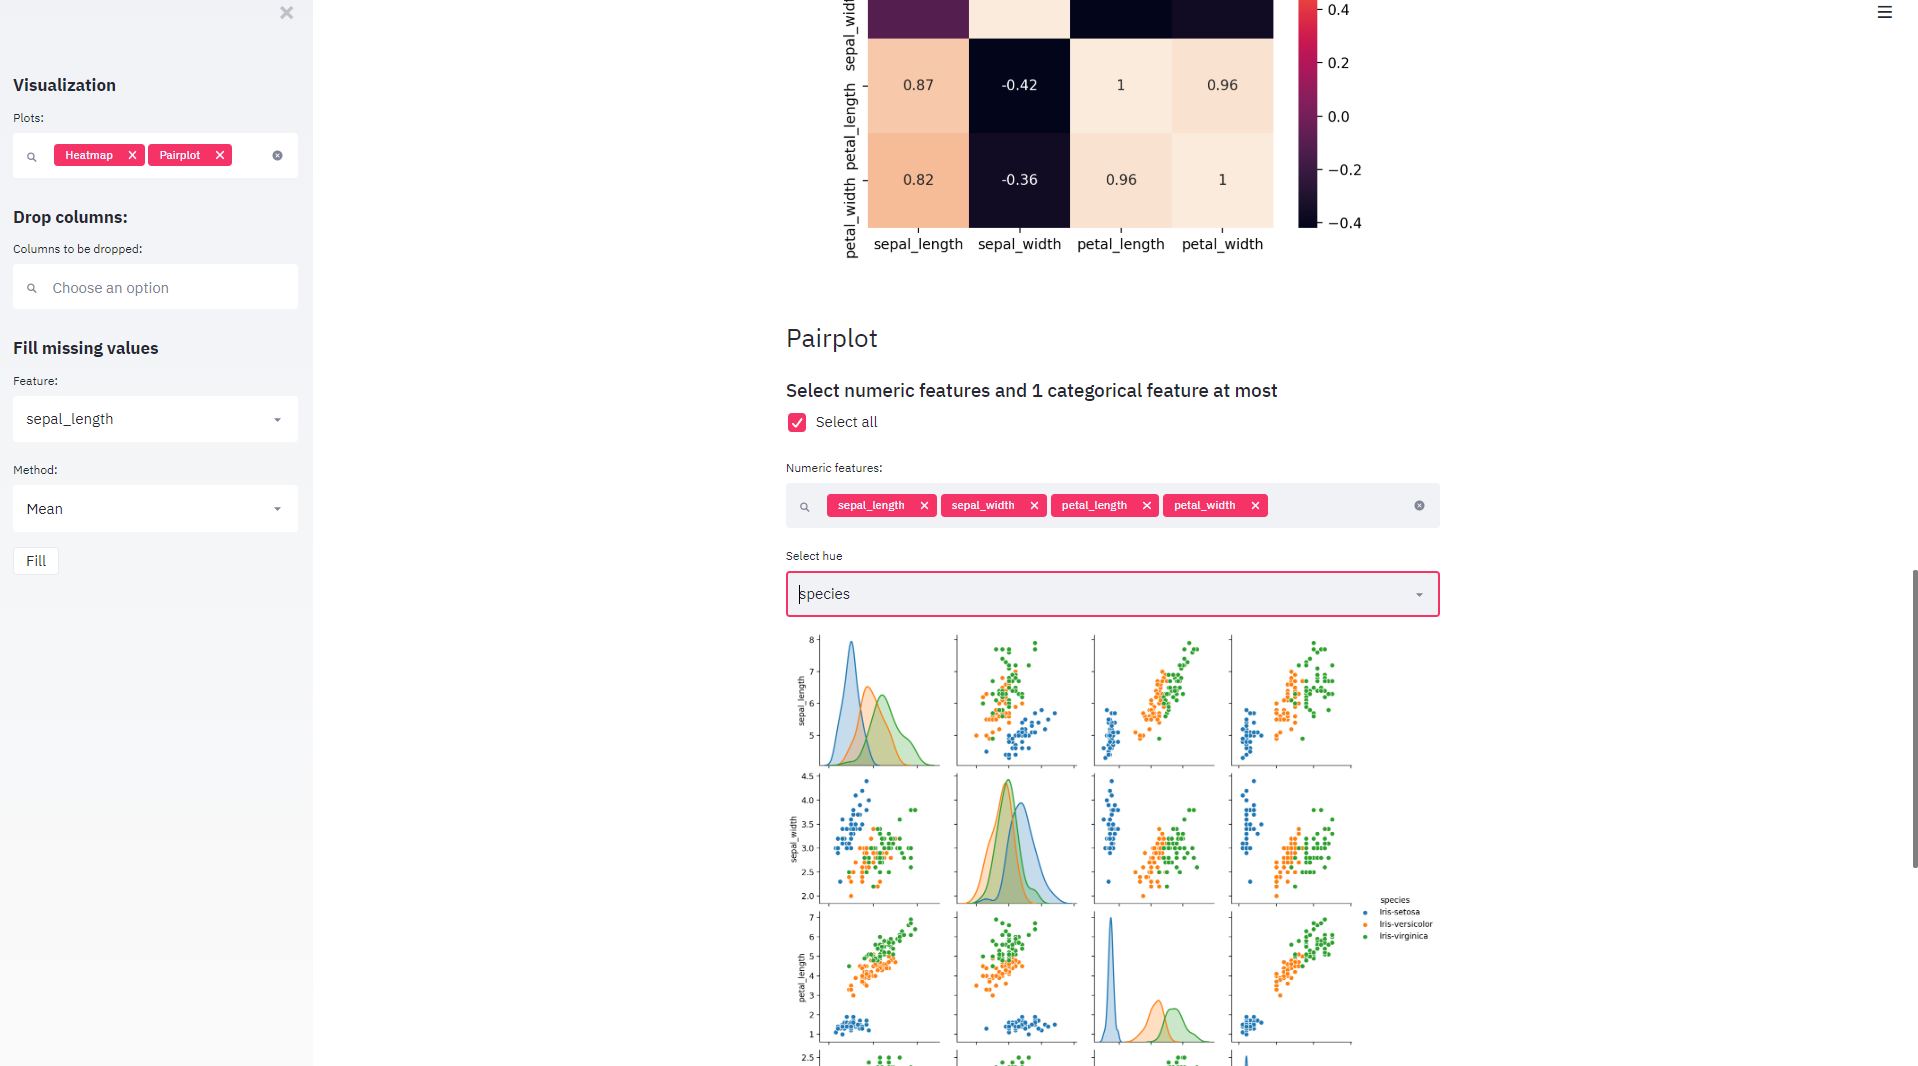 Visualization
Plots:
Heatmap
Pairplot
Drop columns:
Columns to be dropped:
Choose an option
Fill missing values
Feature:
sepal_length
Method:
Mean
Fill
0.4
0.2
0.0
−0.2
−0.4
petal_length
0.87
-0.42
1
0.96
petal_width
0.82
-0.36
0.96
1
sepal_length
sepal_width
petal_length
petal_width
Pairplot
Select numeric features and 1 categorical feature at most
Select all
Numeric features:
sepal_length
sepal_width
petal_length
petal_width
Select hue
species
sepal_length
8
7
6
5
sepal_width
4.5
4.0
3.5
3.0
2.5
2.0
petal_length
7
6
5
4
3
2
1
2.5
species
Iris-setosa
Iris-versicolor
Iris-virginica